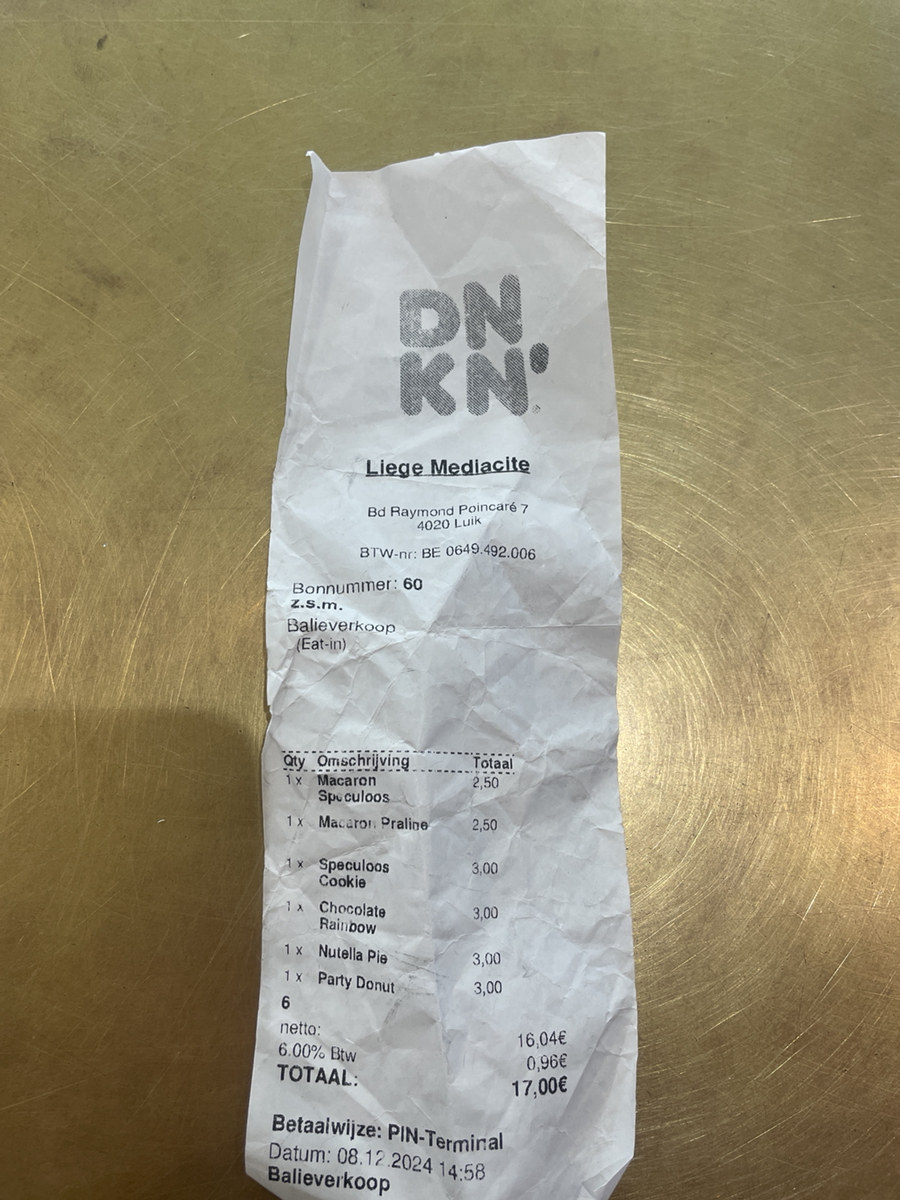 DN
KN'
Liege Mediacite
Bd Raymond Poincaré 7
4020 Luik
BTW-nr: BE 0649.492.006
Bonnummer: 60
z.s.m.
Balieverkoop
(Eat-in)
Qty Omschrijving Totaal
1 x Macaron 2,50
Speculoos
1 x Macaron Praline 2,50
1 x Speculoos 3,00
Cookie
1 x Chocolate 3,00
Rainbow
1 x Nutella Pie 3,00
1 x Party Donut 3,00
6
netto: 16,04€
6.00% Btw 0,96€
TOTAAL: 17,00€
Betaalwijze: PIN-Terminal
Datum: 08.12.2024 14:58
Balieverkoop